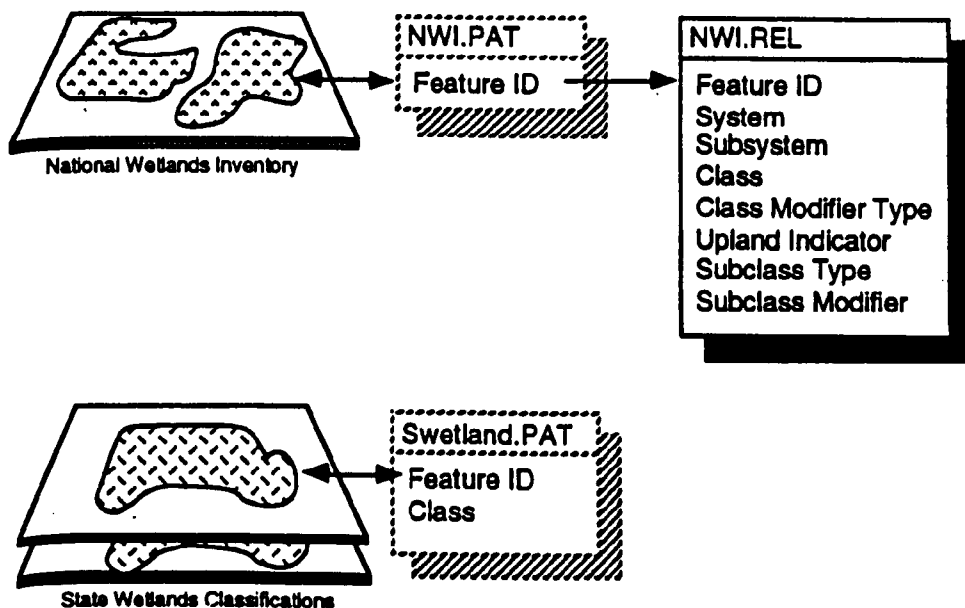 NWI.PAT
Feature ID
NWI.REL
Feature ID
System
Subsystem
Class
Class Modifier Type
Upland Indicator
Subclass Type
Subclass Modifier
National Wetlands Inventory
Swetland.PAT
Feature ID
Class
State Wetlands Classifications